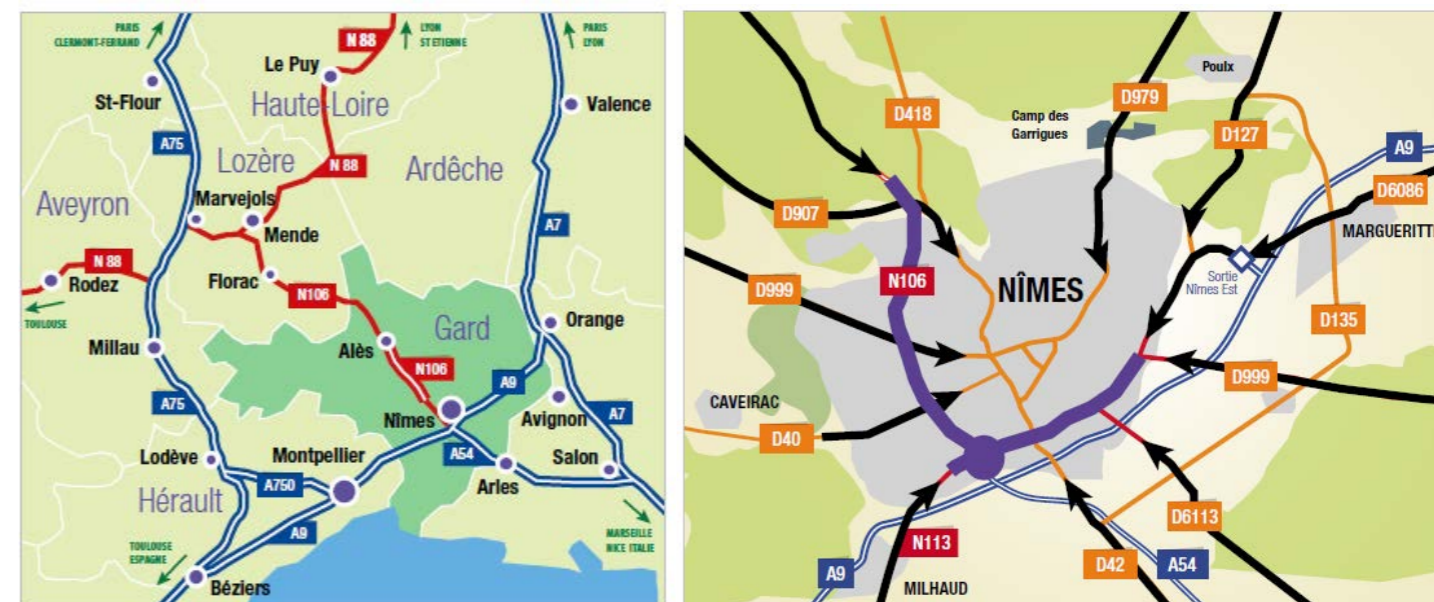 PARIS
CLERMONT-FERRAND
N 88
LYON
ST ETIENNE
PARIS
LYON
Le Puy
St-Flour
Haute-Loire
Valence
A75
Lozère
N 88
Ardèche
Marvejols
Aveyron
Mende
A7
N 88
Rodez
Florac
N106
TOULOUSE
Gard
Orange
Millau
Alès
N106
A9
A75
Nîmes
Avignon
A7
Lodève
Montpellier
A54
Salon
A750
Arles
Hérault
A9
TOULOUSE
ESPAGNE
MARSEILLE
NICE ITALIE
Béziers
Poulx
D979
D418
Camp des
Garrigues
D127
A9
D6086
D907
MARGUERITT
N106
NÎMES
Sortie
Nîmes Est
D999
D135
D999
CAVEIRAC
D40
D6113
N113
D42
A54
A9
MILHAUD